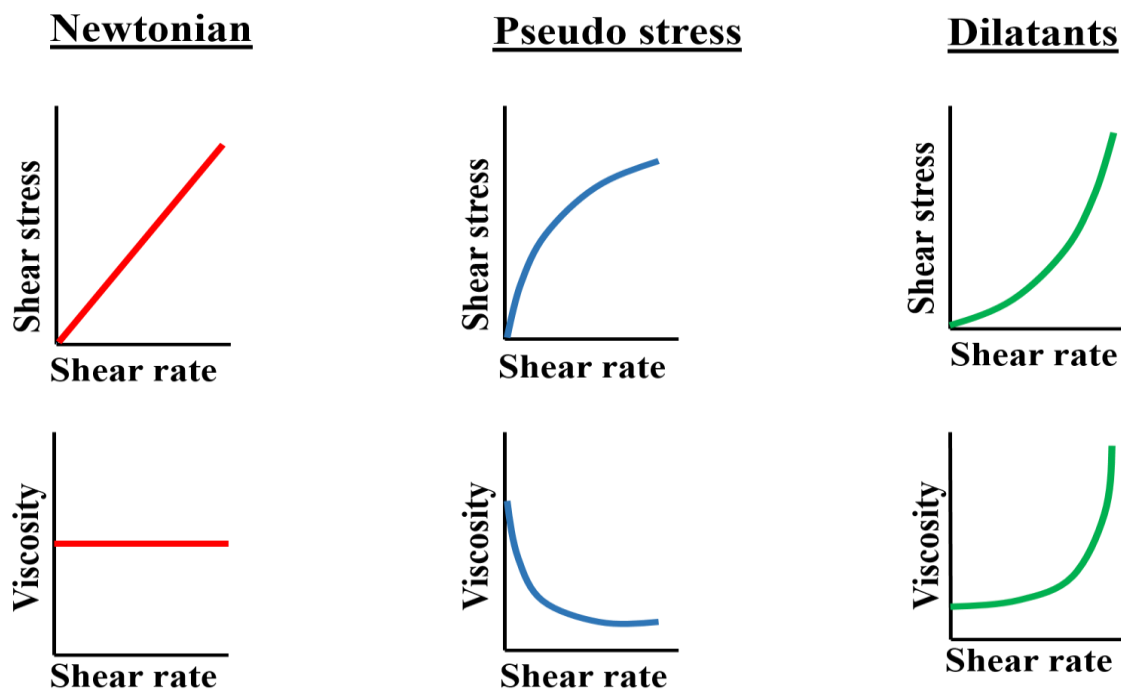 Newtonian
Pseudo stress
Dilatants
Shear stress
Shear rate
Shear stress
Shear rate
Shear stress
Shear rate
Viscosity
Shear rate
Viscosity
Shear rate
Viscosity
Shear rate